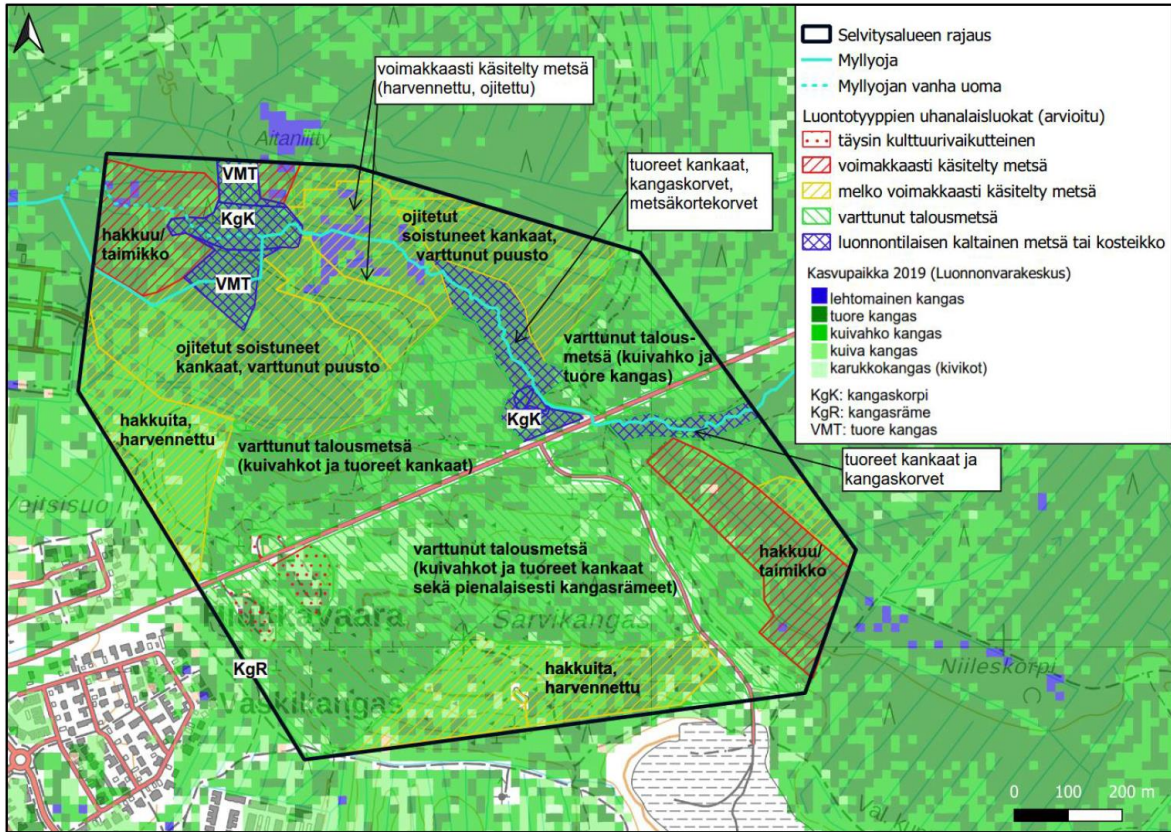 Selvitysalueen rajaus
Myllyoja
Myllyojan vanha uoma
Luontotyyppien uhanalaisluokat (arvioitu)
täysin kulttuurivaikutteinen
voimakkaasti käsitelty metsä
melko voimakkaasti käsitelty metsä
varttunut talousmetsä
luonnontilaisen kaltainen metsä tai kosteikko
Kasvupaikka 2019 (Luonnonvarakeskus)
lehtomainen kangas
tuore kangas
kuivahko kangas
kuiva kangas
karukkokangas (kivikot)
KgK: kangaskorpi
KgR: kangasräme
VMT: tuore kangas
voimakkaasti käsitelty metsä
(harvennettu, ojitettu)
25
Aitaniitty
tuoreet kankaat,
kangaskorvet,
metsäkortekorvet
VMT
KgK
hakkuu/
taimikko
VMT
ojitetut
soistuneet kankaat,
varttunut puusto
ojitetut soistuneet
kankaat, varttunut puusto
varttunut talous-
metsä (kuivahko ja
tuore kangas)
KgK
hakkuita,
harvennettu
varttunut talousmetsä
(kuivahkot ja tuoreet kankaat)
tuoreet kankaat ja
kangaskorvet
varttunut talousmetsä
(kuivahkot ja tuoreet kankaat
sekä pienalaisesti kangasrämeet)
hakkuu/
taimikko
Sarvikangas
KgR
hakkuita,
harvennettu
Niileskorpi
Vaskikangas
0 100 200 m